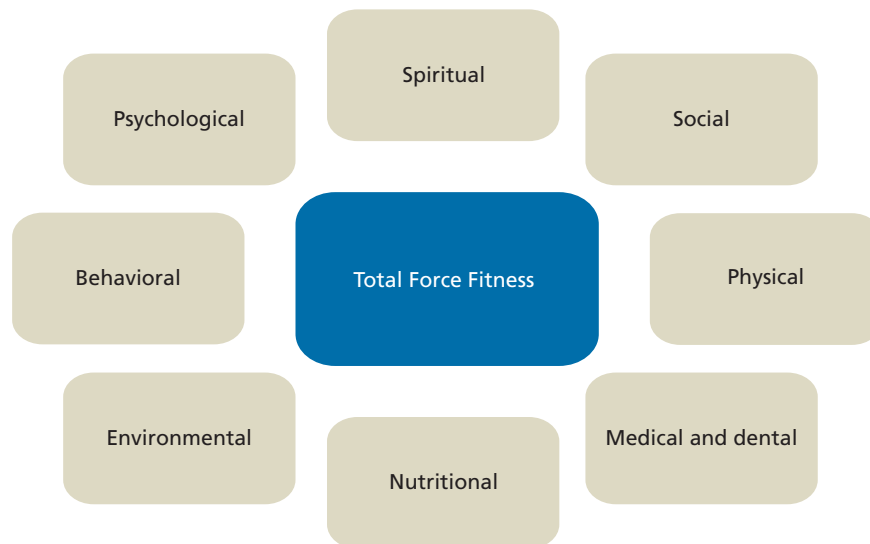 Spiritual
Psychological
Social
Behavioral
Total Force Fitness
Physical
Environmental
Medical and dental
Nutritional